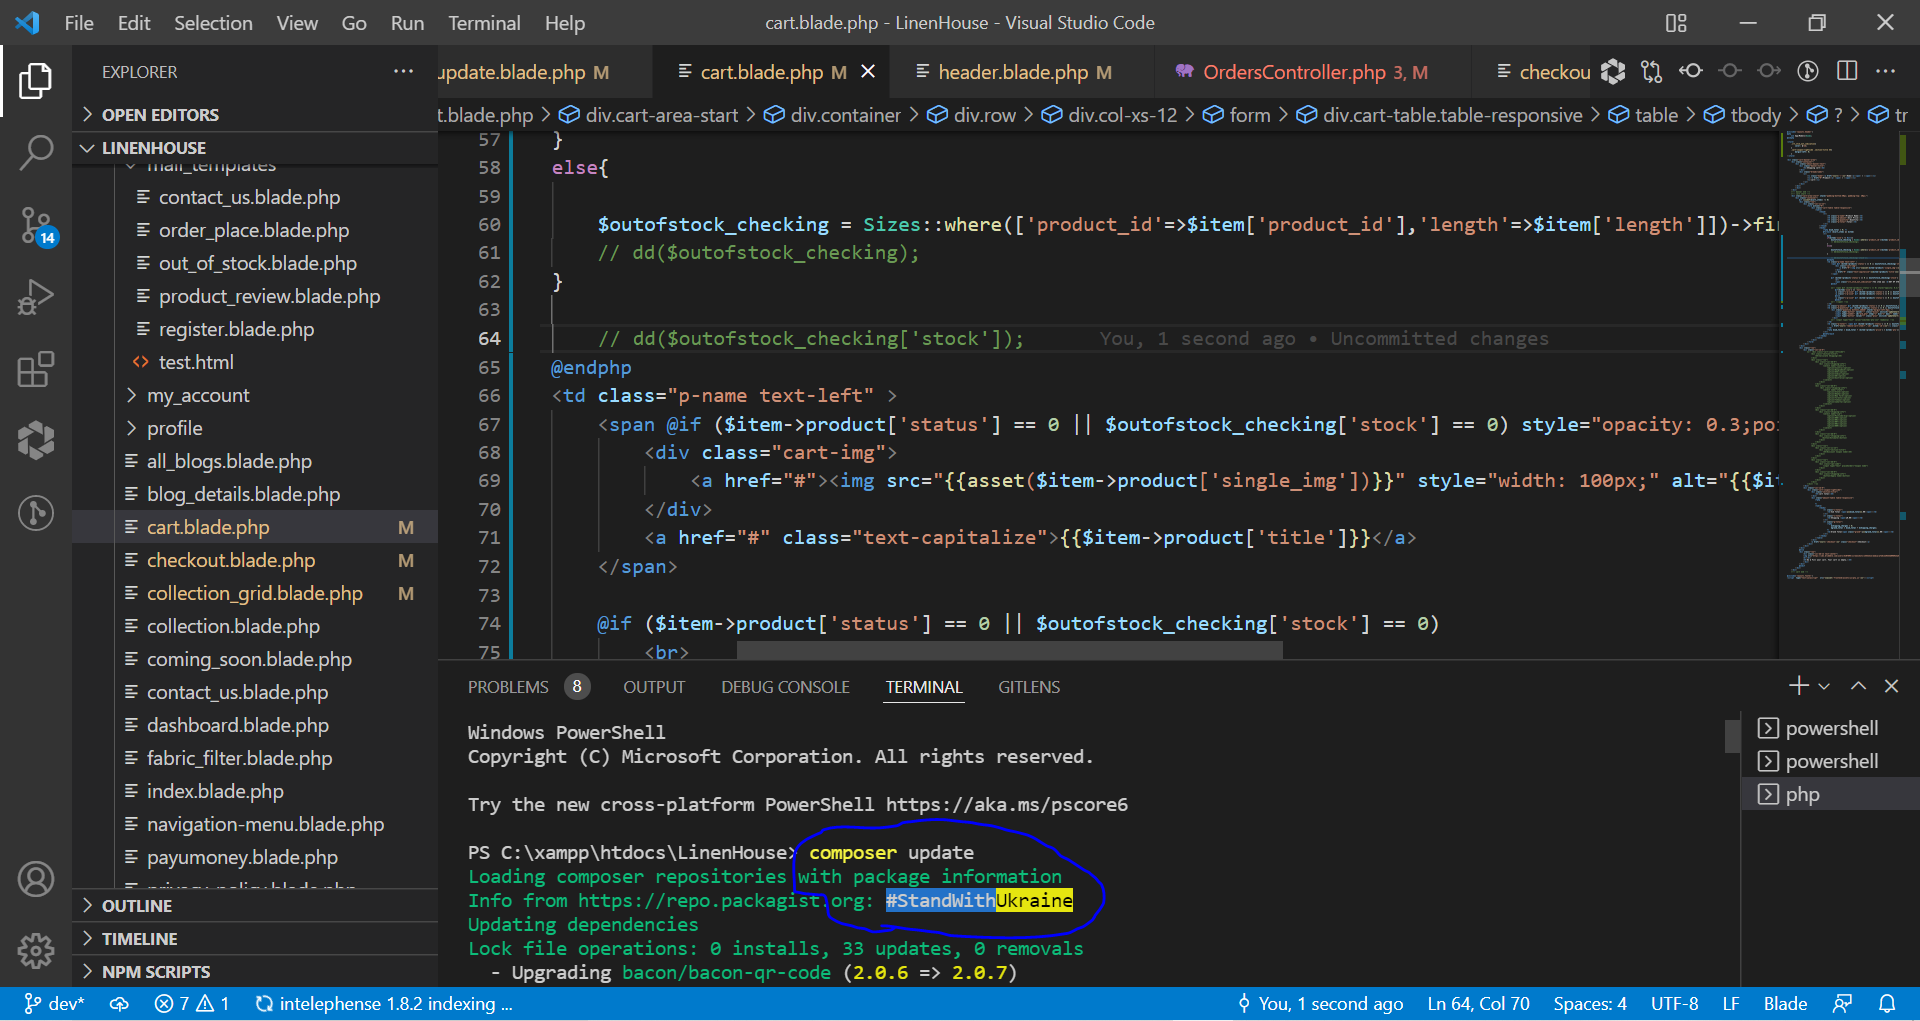 File Edit Selection View Go Run Terminal Help
cart.blade.php - LinenHouse - Visual Studio Code
EXPLORER
update.blade.php M
cart.blade.php M
header.blade.php M
OrdersController.php 3, M
checkou
OPEN EDITORS
t.blade.php > div.cart-area-start > div.container > div.row > div.col-xs-12 > form > div.cart-table.table-responsive > table > tbody > ? > tr
LINENHOUSE
mail_templates
contact_us.blade.php
order_place.blade.php
out_of_stock.blade.php
product_review.blade.php
register.blade.php
test.html
my_account
profile
all_blogs.blade.php
blog_details.blade.php
cart.blade.php M
checkout.blade.php M
collection_grid.blade.php M
collection.blade.php
coming_soon.blade.php
contact_us.blade.php
dashboard.blade.php
fabric_filter.blade.php
index.blade.php
navigation-menu.blade.php
payumoney.blade.php
privacy_policy.blade.php
OUTLINE
TIMELINE
NPM SCRIPTS
14
57 }
58 else{
59
60 $outofstock_checking = Sizes::where(['product_id'=>$item['product_id'],'length'=>$item['length']])->fi
61 // dd($outofstock_checking);
62 }
63
64 // dd($outofstock_checking['stock']); You, 1 second ago • Uncommitted changes
65 @endphp
66 <td class="p-name text-left" >
67 <span @if ($item->product['status'] == 0 || $outofstock_checking['stock'] == 0) style="opacity: 0.3;po
68 <div class="cart-img">
69 <a href="#"><img src="{{asset($item->product['single_img'])}}" style="width: 100px;" alt="{{$it
70 </div>
71 <a href="#" class="text-capitalize">{{$item->product['title']}}</a>
72 </span>
73
74 @if ($item->product['status'] == 0 || $outofstock_checking['stock'] == 0)
75 <br>
PROBLEMS 8 OUTPUT DEBUG CONSOLE TERMINAL GITLENS
Windows PowerShell
Copyright (C) Microsoft Corporation. All rights reserved.
Try the new cross-platform PowerShell https://aka.ms/pscore6
PS C:\xampp\htdocs\LinenHouse> composer update
Loading composer repositories with package information
Info from https://repo.packagist.org: #StandWithUkraine
Updating dependencies
Lock file operations: 0 installs, 33 updates, 0 removals
- Upgrading bacon/bacon-qr-code (2.0.6 => 2.0.7)
powershell
powershell
php
dev* 7 1 intelephense 1.8.2 indexing ... You, 1 second ago Ln 64, Col 70 Spaces: 4 UTF-8 LF Blade